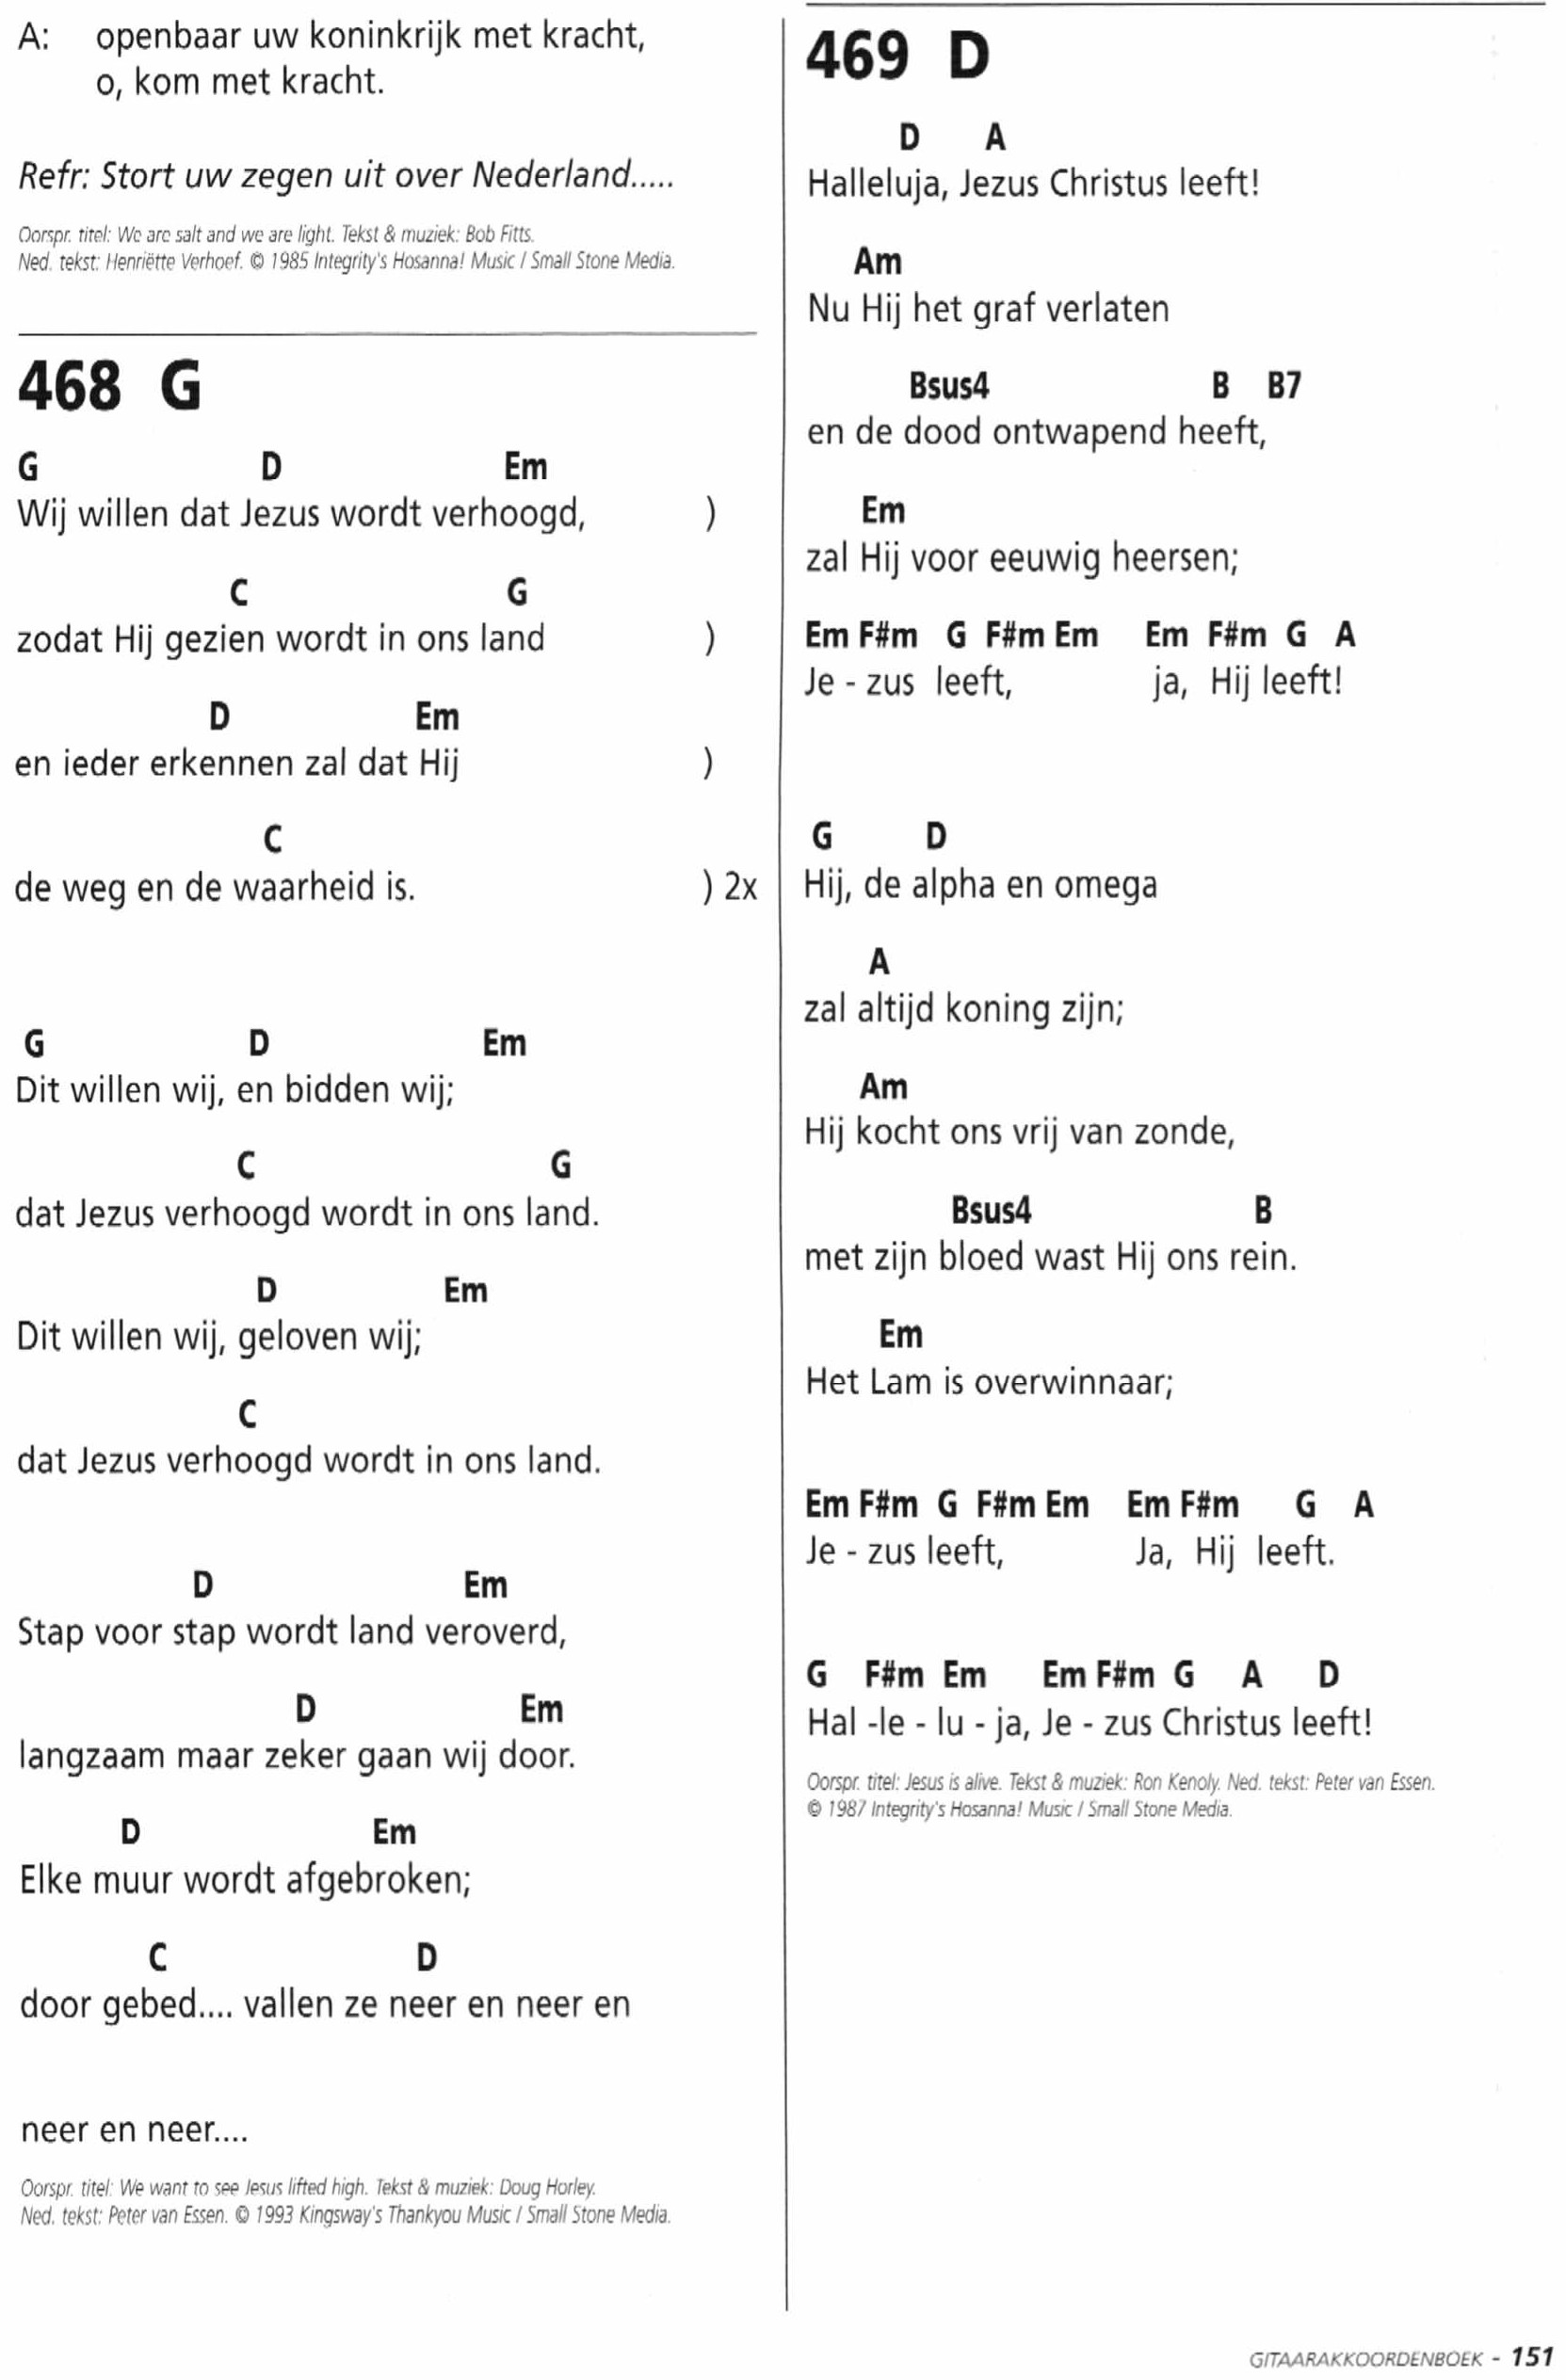 A: openbaar uw koninkrijk met kracht,
o, kom met kracht.
Refr: Stort uw zegen uit over Nederland.....
Oorspr. titel: We are salt and we are light. Tekst & muziek: Bob Fitts.
Ned. tekst: Henriëtte Verhoef. © 1985 Integrity's Hosanna! Music / Small Stone Media.
468 G
G D Em
Wij willen dat Jezus wordt verhoogd, )
C G
zodat Hij gezien wordt in ons land )
D Em
en ieder erkennen zal dat Hij )
C
de weg en de waarheid is. ) 2x
G D Em
Dit willen wij, en bidden wij;
C G
dat Jezus verhoogd wordt in ons land.
D Em
Dit willen wij, geloven wij;
C
dat Jezus verhoogd wordt in ons land.
D Em
Stap voor stap wordt land veroverd,
D Em
langzaam maar zeker gaan wij door.
D Em
Elke muur wordt afgebroken;
C D
door gebed.... vallen ze neer en neer en
neer en neer....
Oorspr. titel: We want to see Jesus lifted high. Tekst & muziek: Doug Horley.
Ned. tekst: Peter van Essen. © 1993 Kingsway's Thankyou Music / Small Stone Media.
469 D
D A
Halleluja, Jezus Christus leeft!
Am
Nu Hij het graf verlaten
Bsus4 B B7
en de dood ontwapend heeft,
Em
zal Hij voor eeuwig heersen;
Em F#m G F#m Em Em F#m G A
Je - zus leeft, ja, Hij leeft!
G D
Hij, de alpha en omega
A
zal altijd koning zijn;
Am
Hij kocht ons vrij van zonde,
Bsus4 B
met zijn bloed wast Hij ons rein.
Em
Het Lam is overwinnaar;
Em F#m G F#m Em Em F#m G A
Je - zus leeft, Ja, Hij leeft.
G F#m Em Em F#m G A D
Hal -le - lu - ja, Je - zus Christus leeft!
Oorspr. titel: Jesus is alive. Tekst & muziek: Ron Kenoly. Ned. tekst: Peter van Essen.
© 1987 Integrity's Hosanna! Music / Small Stone Media.
GITAARAKKOORDENBOEK - 151